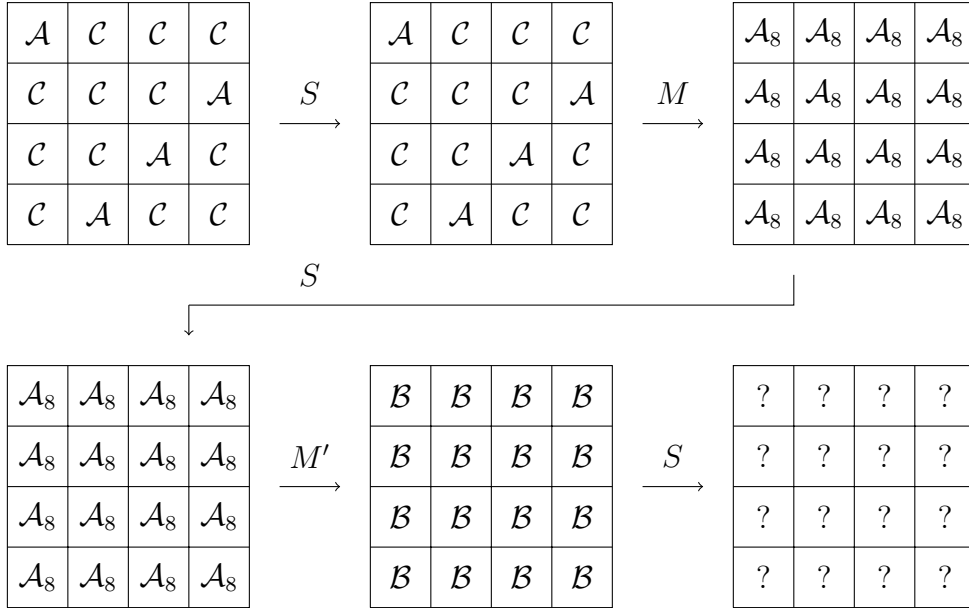 𝒜 𝒞 𝒞 𝒞 𝒜 𝒞 𝒞 𝒞 𝒜₈ 𝒜₈ 𝒜₈ 𝒜₈
𝒞 𝒞 𝒞 𝒜 S 𝒞 𝒞 𝒞 𝒜 M 𝒜₈ 𝒜₈ 𝒜₈ 𝒜₈
𝒞 𝒞 𝒜 𝒞 𝒞 𝒞 𝒜 𝒞 𝒜₈ 𝒜₈ 𝒜₈ 𝒜₈
𝒞 𝒜 𝒞 𝒞 𝒞 𝒜 𝒞 𝒞 𝒜₈ 𝒜₈ 𝒜₈ 𝒜₈
S
𝒜₈ 𝒜₈ 𝒜₈ 𝒜₈ ℬ ℬ ℬ ℬ ? ? ? ?
𝒜₈ 𝒜₈ 𝒜₈ 𝒜₈ M′ ℬ ℬ ℬ ℬ S ? ? ? ?
𝒜₈ 𝒜₈ 𝒜₈ 𝒜₈ ℬ ℬ ℬ ℬ ? ? ? ?
𝒜₈ 𝒜₈ 𝒜₈ 𝒜₈ ℬ ℬ ℬ ℬ ? ? ? ?